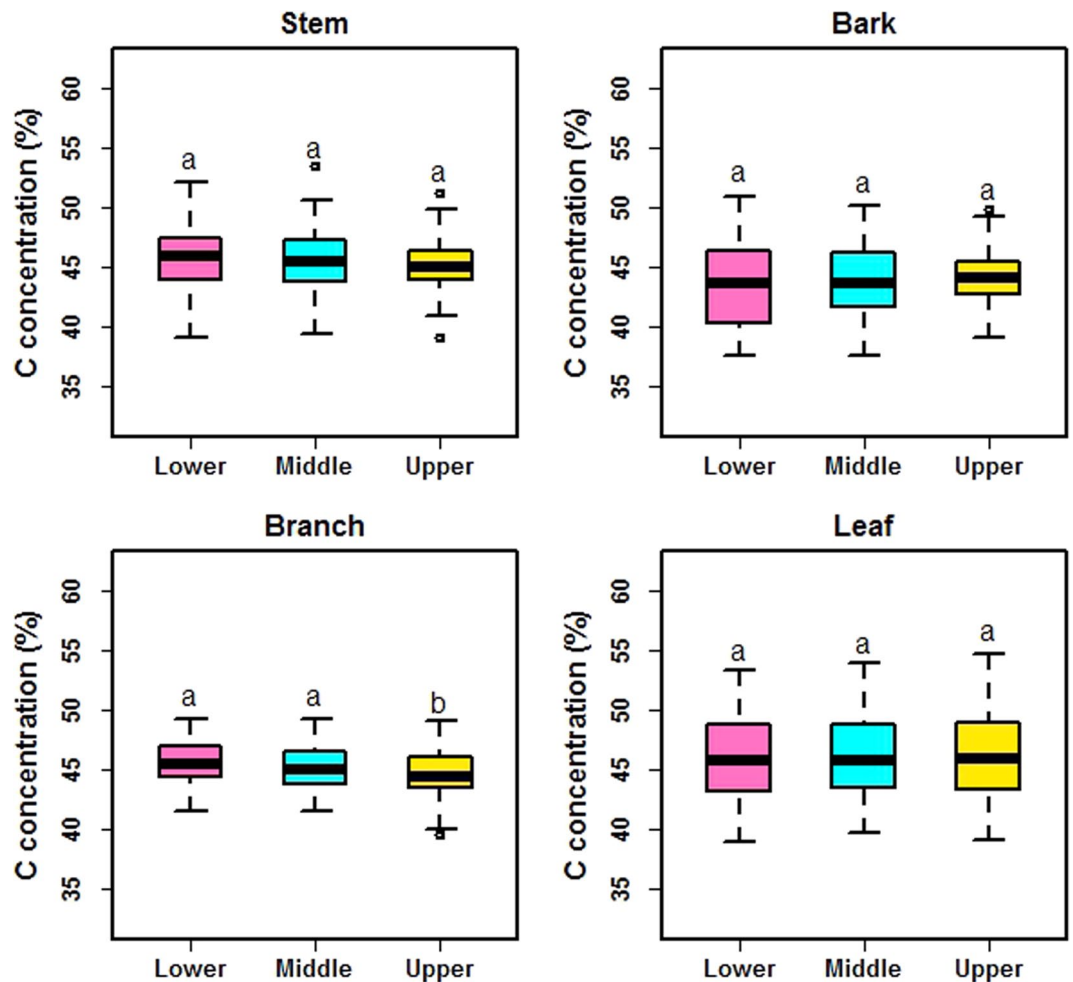 Stem
C concentration (%)
60
55
50
45
40
35
a
a
a
Lower Middle Upper
Bark
C concentration (%)
60
55
50
45
40
35
a
a
a
Lower Middle Upper
Branch
C concentration (%)
60
55
50
45
40
35
a
a
b
Lower Middle Upper
Leaf
C concentration (%)
60
55
50
45
40
35
a
a
a
Lower Middle Upper